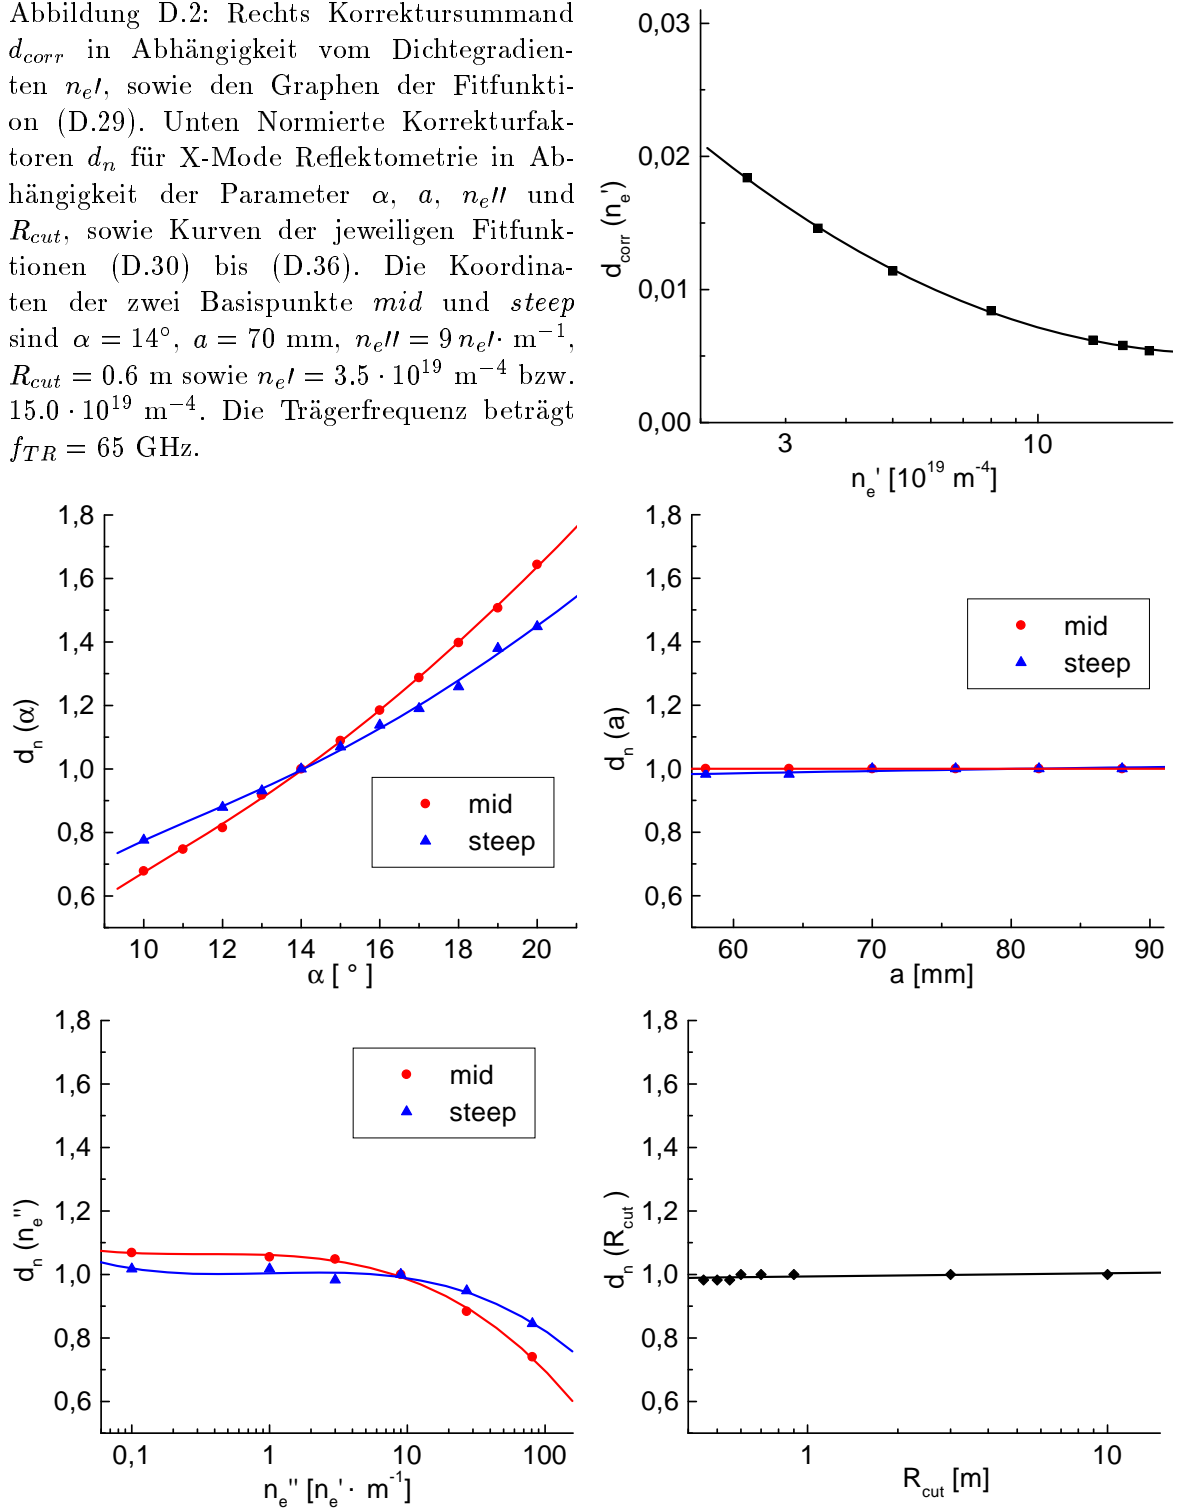 Abbildung D.2: Rechts Korrektursummand
d_corr in Abhängigkeit vom Dichtegradien-
ten n_e′, sowie den Graphen der Fitfunkti-
on (D.29). Unten Normierte Korrekturfak-
toren d_n für X-Mode Reflektometrie in Ab-
hängigkeit der Parameter α, a, n_e′′ und
R_cut, sowie Kurven der jeweiligen Fitfunk-
tionen (D.30) bis (D.36). Die Koordina-
ten der zwei Basispunkte mid und steep
sind α = 14°, a = 70 mm, n_e′′ = 9 n_e′· m⁻¹,
R_cut = 0.6 m sowie n_e′ = 3.5 · 10¹⁹ m⁻⁴ bzw.
15.0 · 10¹⁹ m⁻⁴. Die Trägerfrequenz beträgt
f_TR = 65 GHz.
0,03
0,02
0,01
0,00
d_corr (n_e')
3 10
n_e' [10¹⁹ m⁻⁴]
1,8
1,6
1,4
1,2
1,0
0,8
0,6
d_n (α)
mid
steep
10 12 14 16 18 20
α [ ° ]
1,8
1,6
1,4
1,2
1,0
0,8
0,6
d_n (a)
mid
steep
60 70 80 90
a [mm]
1,8
1,6
1,4
1,2
1,0
0,8
0,6
d_n (n_e'')
mid
steep
0,1 1 10 100
n_e'' [n_e' · m⁻¹]
1,8
1,6
1,4
1,2
1,0
0,8
0,6
d_n (R_cut)
1 10
R_cut [m]